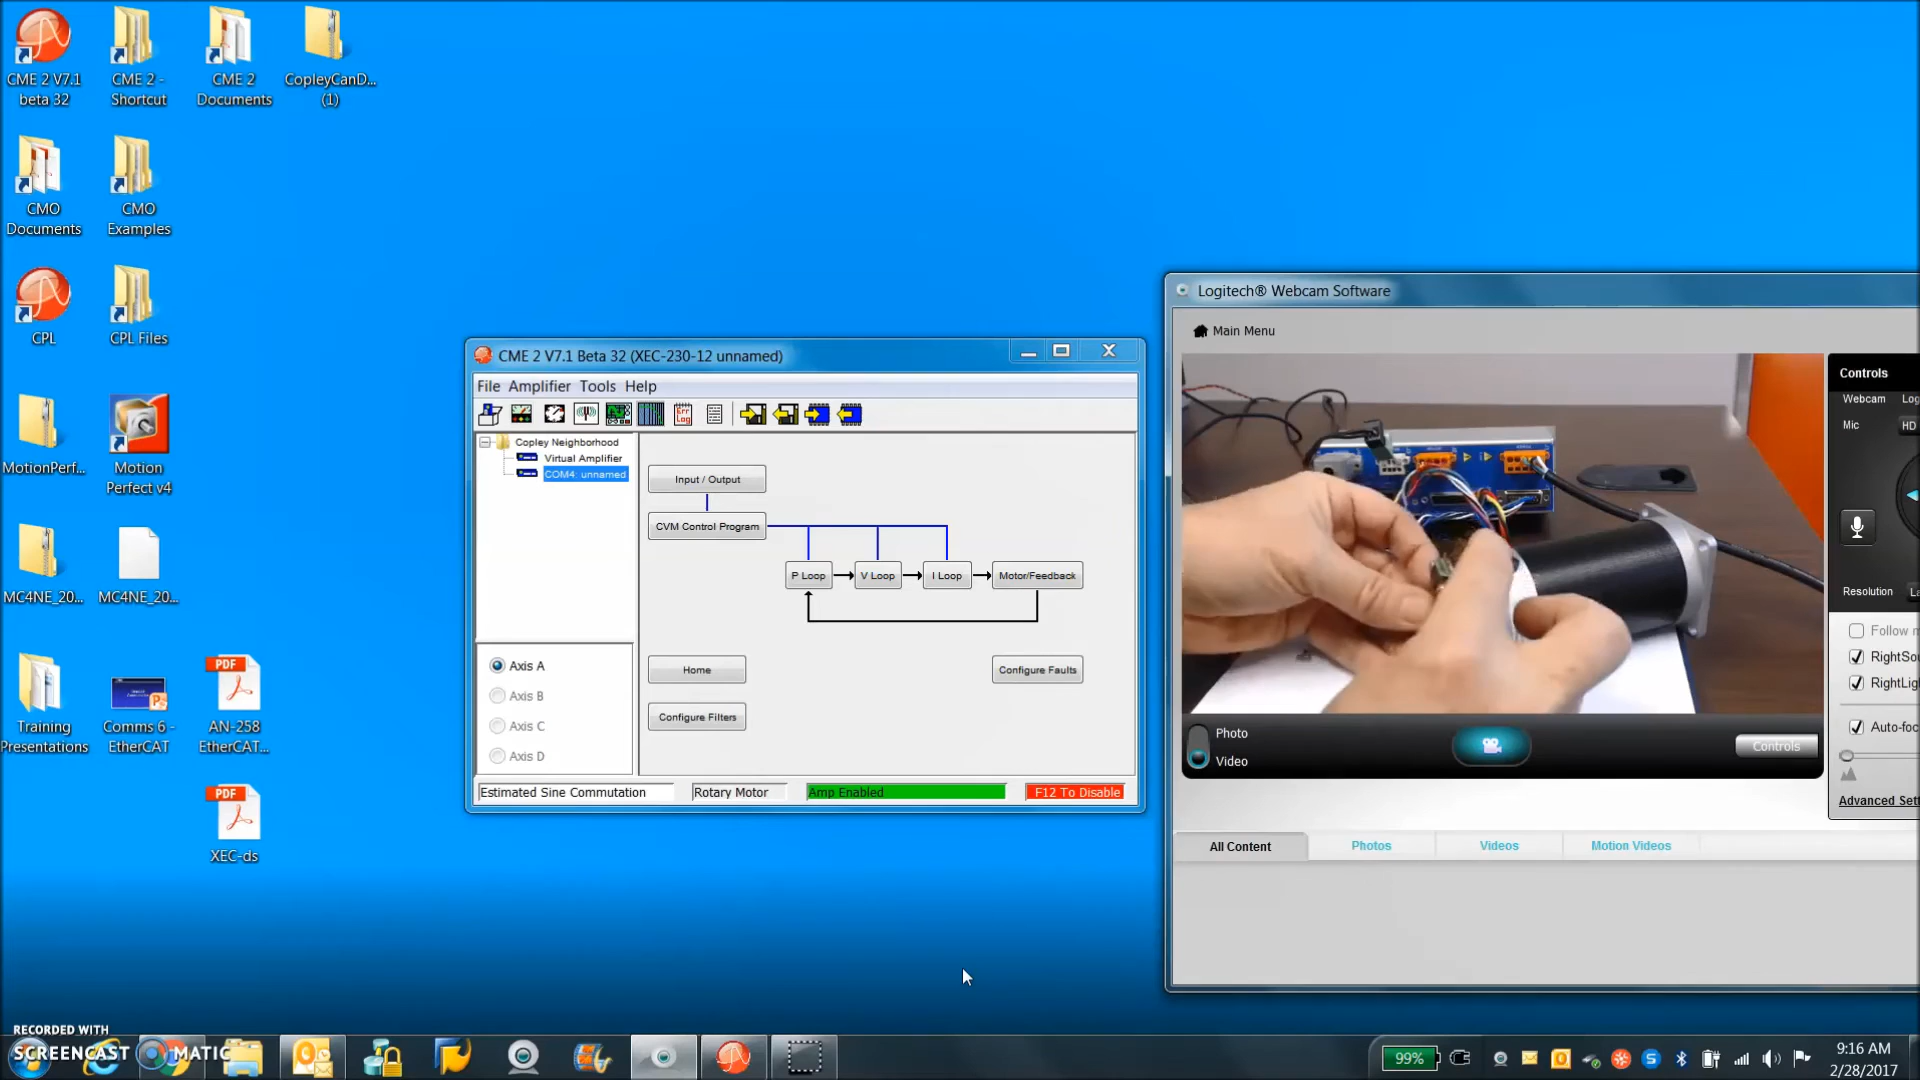 CME 2 V7.1
beta 32
CME 2 -
Shortcut
CME 2
Documents
CopleyCanD...
(1)
CMO
Documents
CMO
Examples
CPL
CPL Files
MotionPerf...
Motion
Perfect v4
MC4NE_20...
MC4NE_20...
Training
Presentations
Comms 6 -
EtherCAT
PDF
AN-258
EtherCAT...
PDF
XEC-ds
CME 2 V7.1 Beta 32 (XEC-230-12 unnamed)
File Amplifier Tools Help
Err
Log
Copley Neighborhood
Virtual Amplifier
COM4: unnamed
Input / Output
CVM Control Program
P Loop
V Loop
I Loop
Motor/Feedback
Axis A
Axis B
Axis C
Axis D
Home
Configure Filters
Configure Faults
Estimated Sine Commutation
Rotary Motor
Amp Enabled
F12 To Disable
Logitech® Webcam Software
Main Menu
Controls
Webcam
Log
Mic
HD
Resolution
Follow
RightSou
RightLig
Auto-foc
Advanced Sett
Photo
Video
Controls
All Content
Photos
Videos
Motion Videos
RECORDED WITH
SCREENCAST MATIC
99%
9:16 AM
2/28/2017